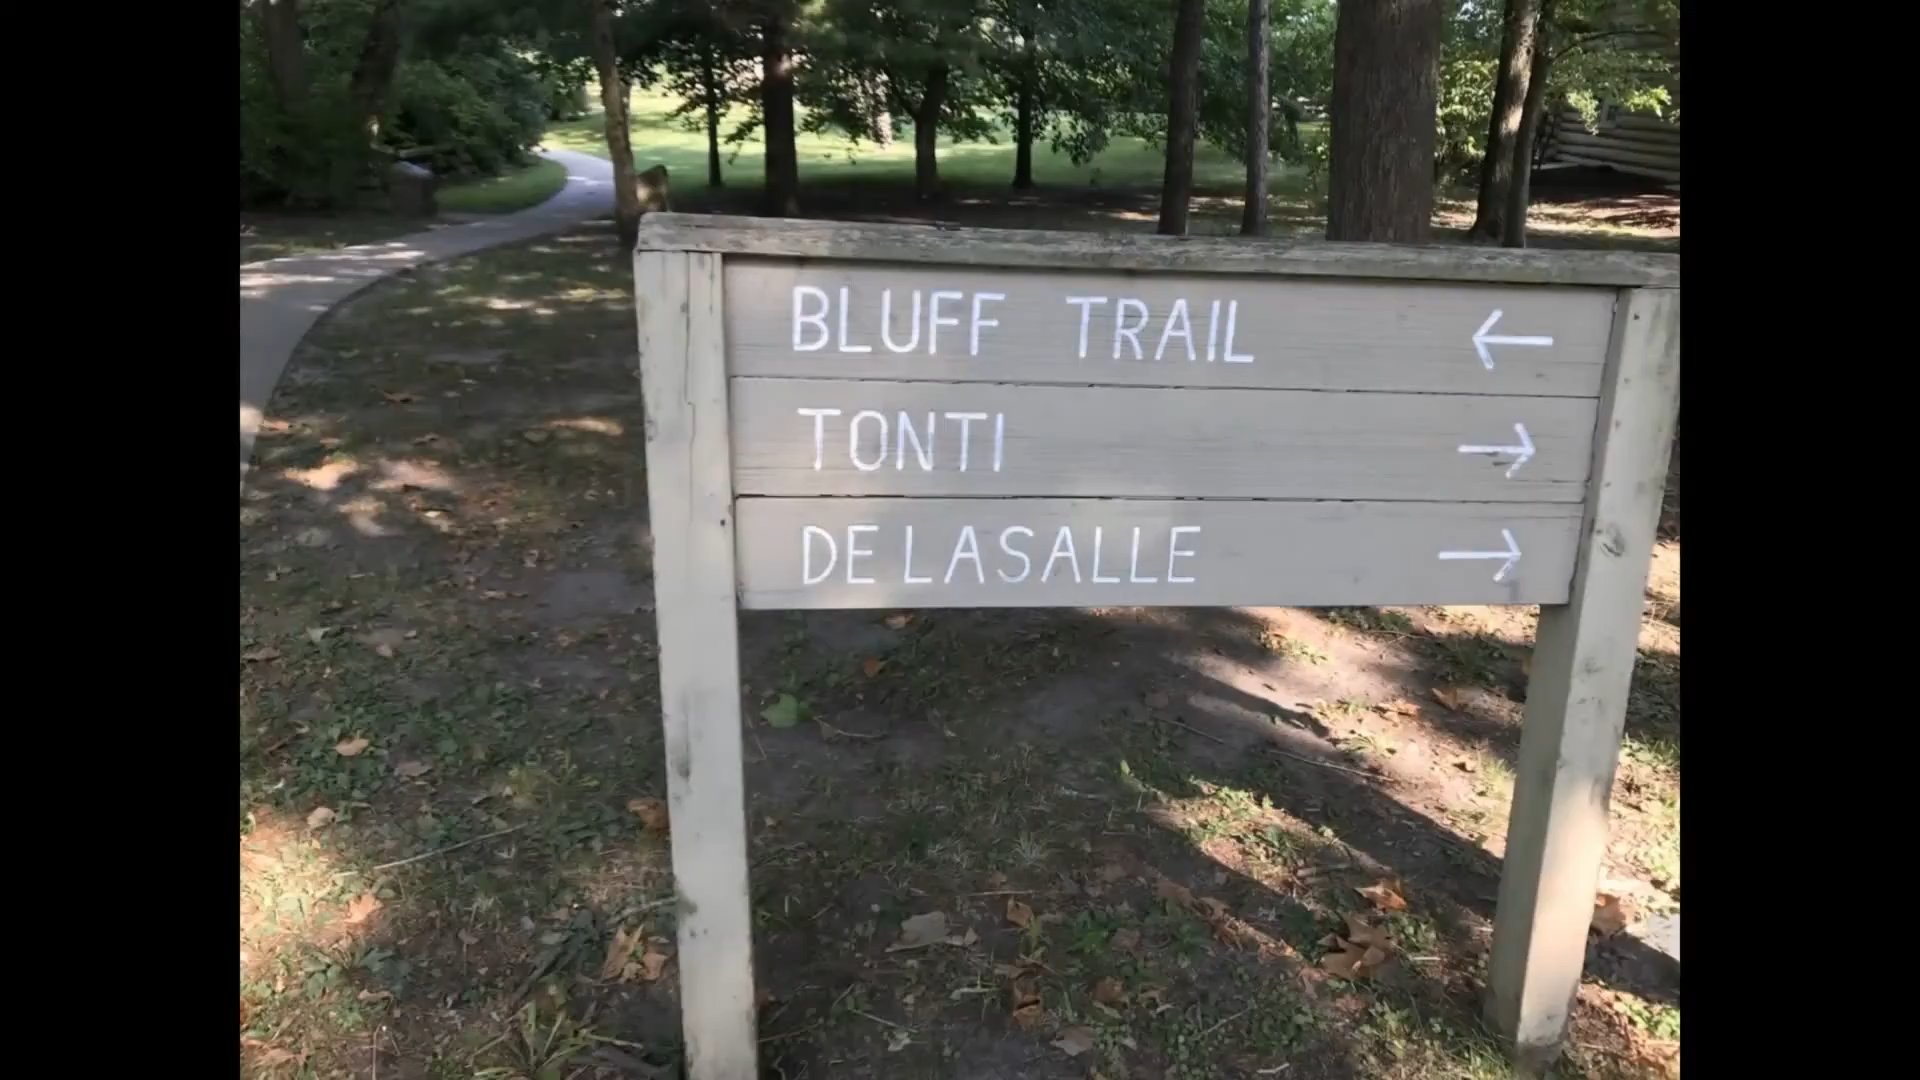 BLUFF TRAIL ←
TONTI →
DE LASALLE →